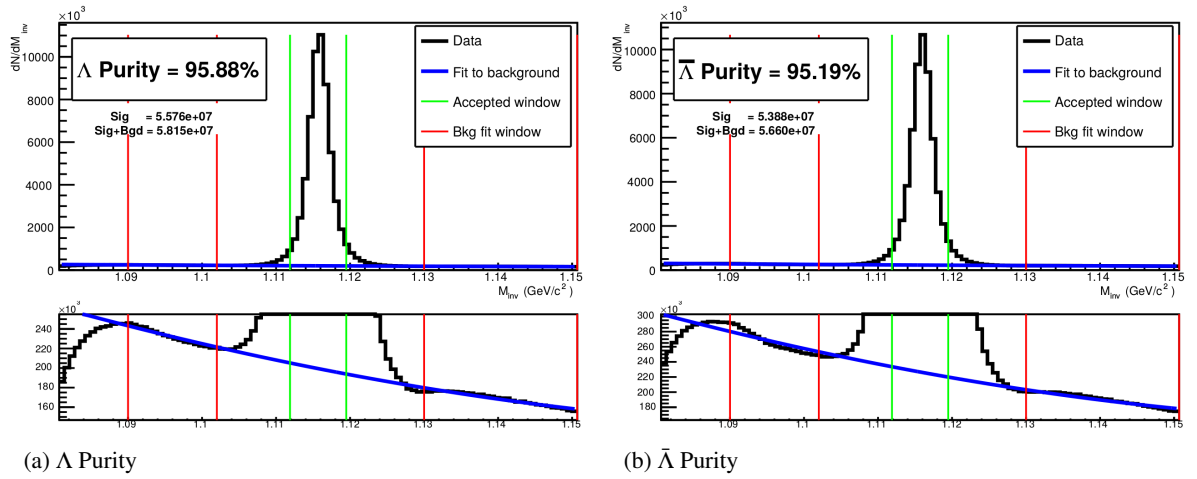 ×10³
dN/dM inv
10000
8000
6000
4000
2000
0
Λ Purity = 95.88%
Sig = 5.576e+07
Sig+Bgd = 5.815e+07
Data
Fit to background
Accepted window
Bkg fit window
1.09 1.1 1.11 1.12 1.13 1.14 1.15
M inv (GeV/c²)
×10³
240
220
200
180
160
1.09 1.1 1.11 1.12 1.13 1.14 1.15
(a) Λ Purity
×10³
dN/dM inv
10000
8000
6000
4000
2000
0
Λ̅ Purity = 95.19%
Sig = 5.388e+07
Sig+Bgd = 5.660e+07
Data
Fit to background
Accepted window
Bkg fit window
1.09 1.1 1.11 1.12 1.13 1.14 1.15
M inv (GeV/c²)
×10³
300
280
260
240
220
200
180
1.09 1.1 1.11 1.12 1.13 1.14 1.15
(b) Λ̅ Purity